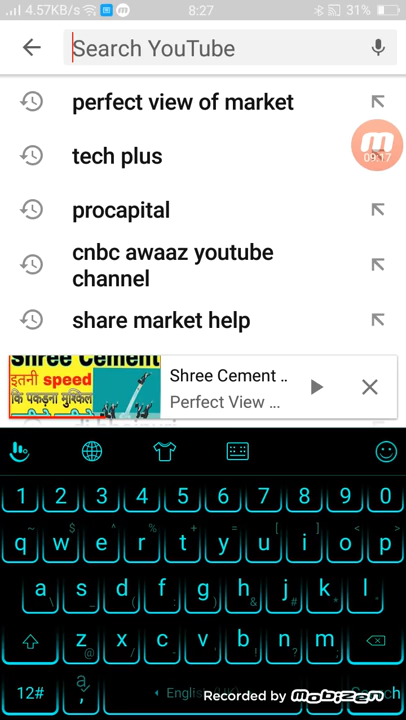 4.57KB/s 8:27 31%
Search YouTube
perfect view of market
09:17
tech plus
procapital
cnbc awaaz youtube
channel
share market help
Shree Cement
इतनी speed
कि पकड़ना मुश्किल
Shree Cement ..
Perfect View ...
1 2 3 4 5 6 7 8 9 0
q w e r t y u i o p
a s d f g h j k l
z x c v b n m
12# , English
Recorded by MOBIZEN